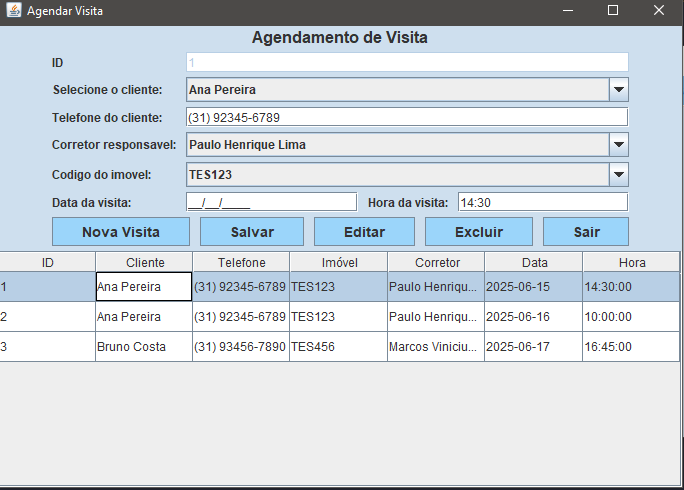 Agendar Visita
Agendamento de Visita
ID 1
Selecione o cliente: Ana Pereira
Telefone do cliente: (31) 92345-6789
Corretor responsavel: Paulo Henrique Lima
Codigo do imovel: TES123
Data da visita: __/__/____ Hora da visita: 14:30
Nova Visita Salvar Editar Excluir Sair
ID Cliente Telefone Imóvel Corretor Data Hora
1 Ana Pereira (31) 92345-6789 TES123 Paulo Henriqu... 2025-06-15 14:30:00
2 Ana Pereira (31) 92345-6789 TES123 Paulo Henriqu... 2025-06-16 10:00:00
3 Bruno Costa (31) 93456-7890 TES456 Marcos Viniciu... 2025-06-17 16:45:00